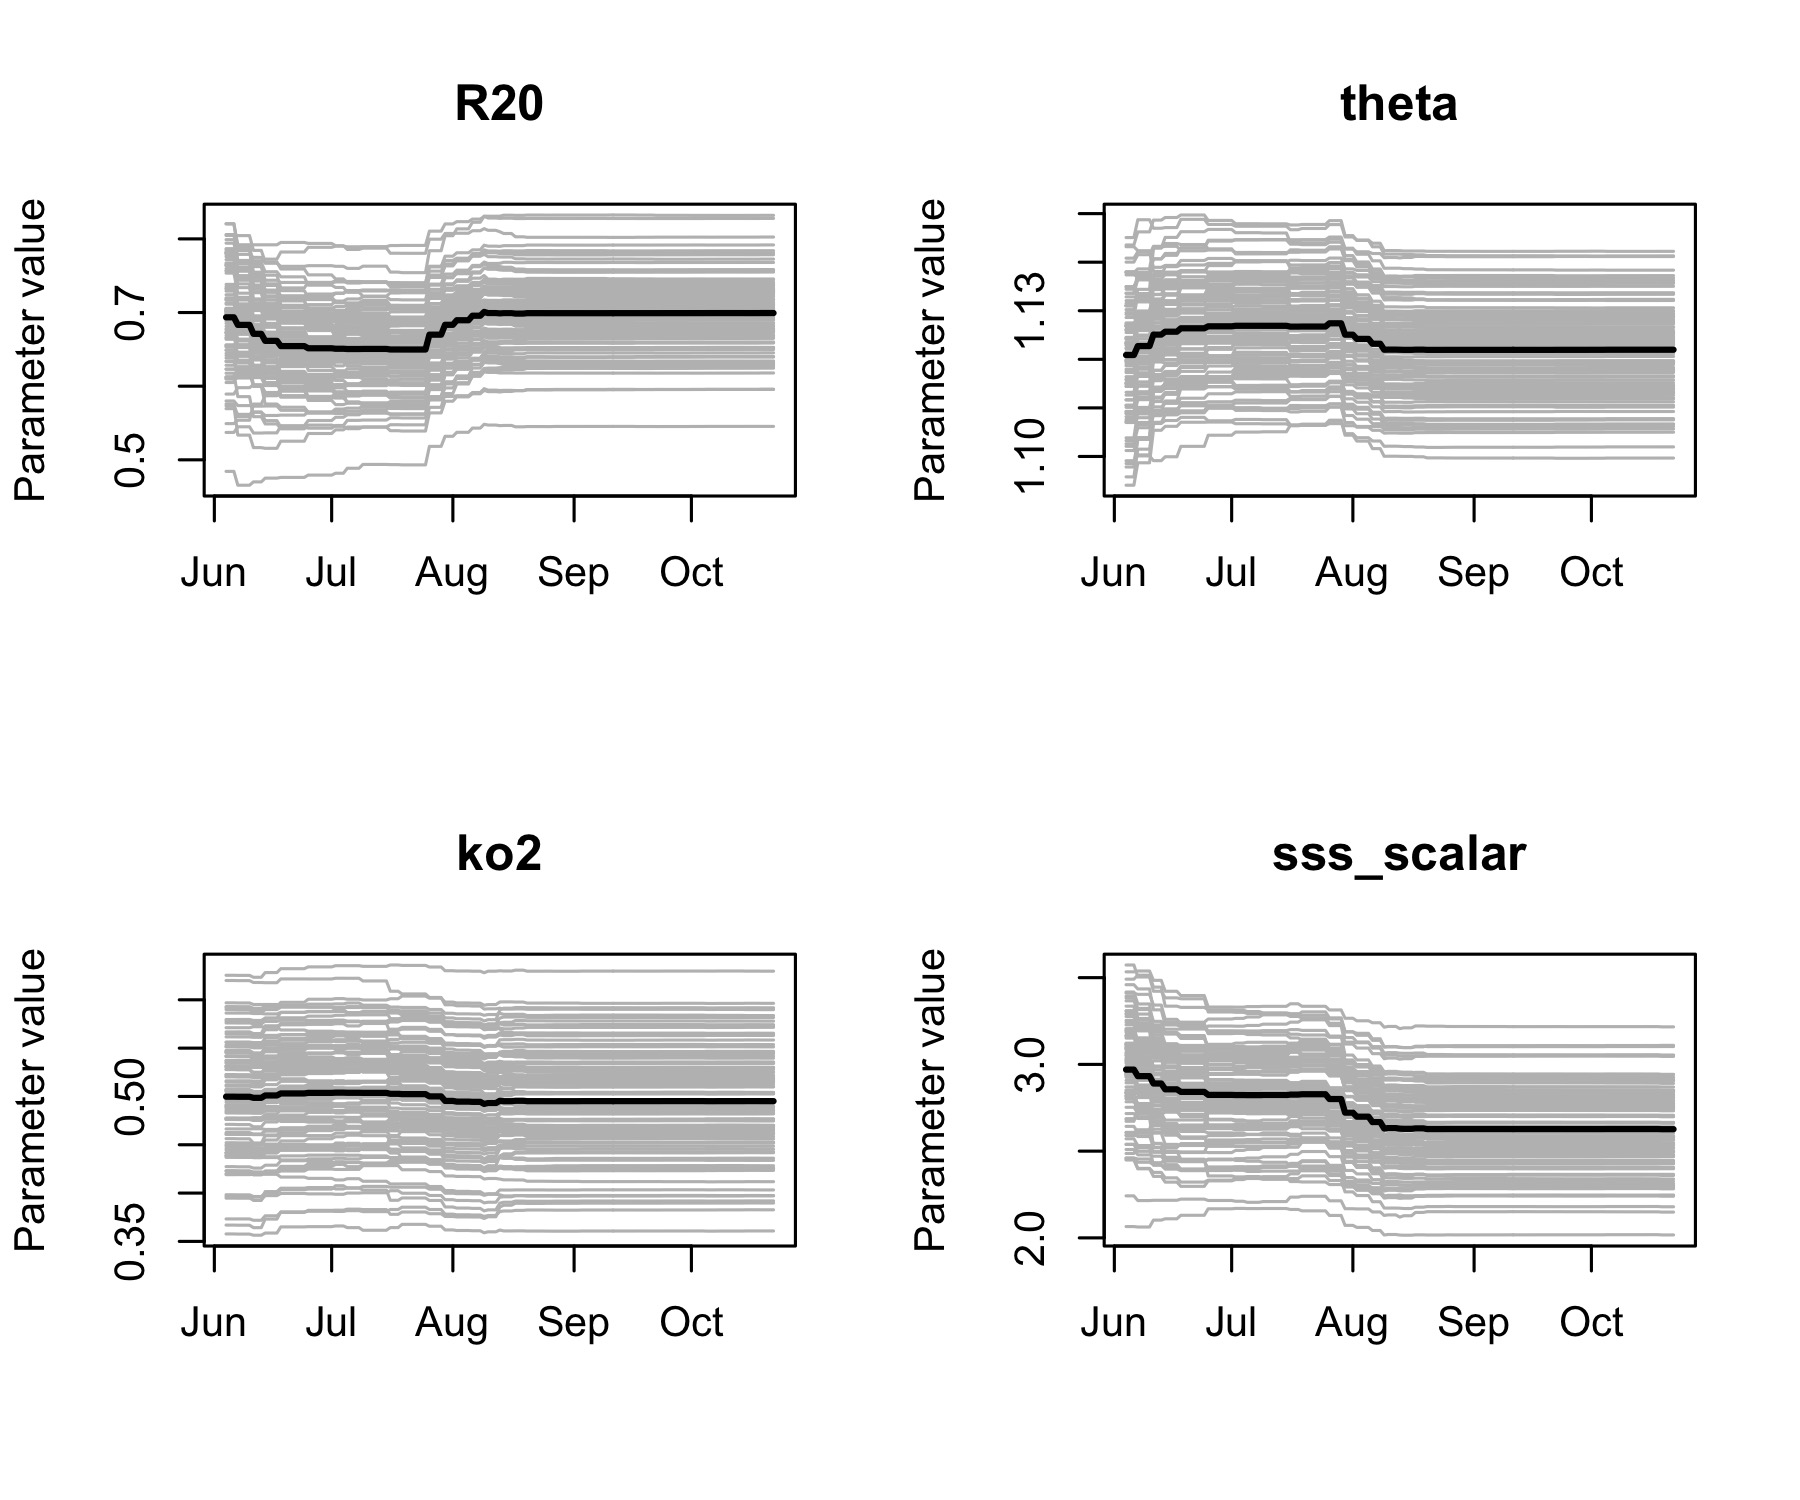 R20
Parameter value
0.7
0.5
Jun Jul Aug Sep Oct
theta
Parameter value
1.13
1.10
Jun Jul Aug Sep Oct
ko2
Parameter value
0.50
0.35
Jun Jul Aug Sep Oct
sss_scalar
Parameter value
3.0
2.0
Jun Jul Aug Sep Oct